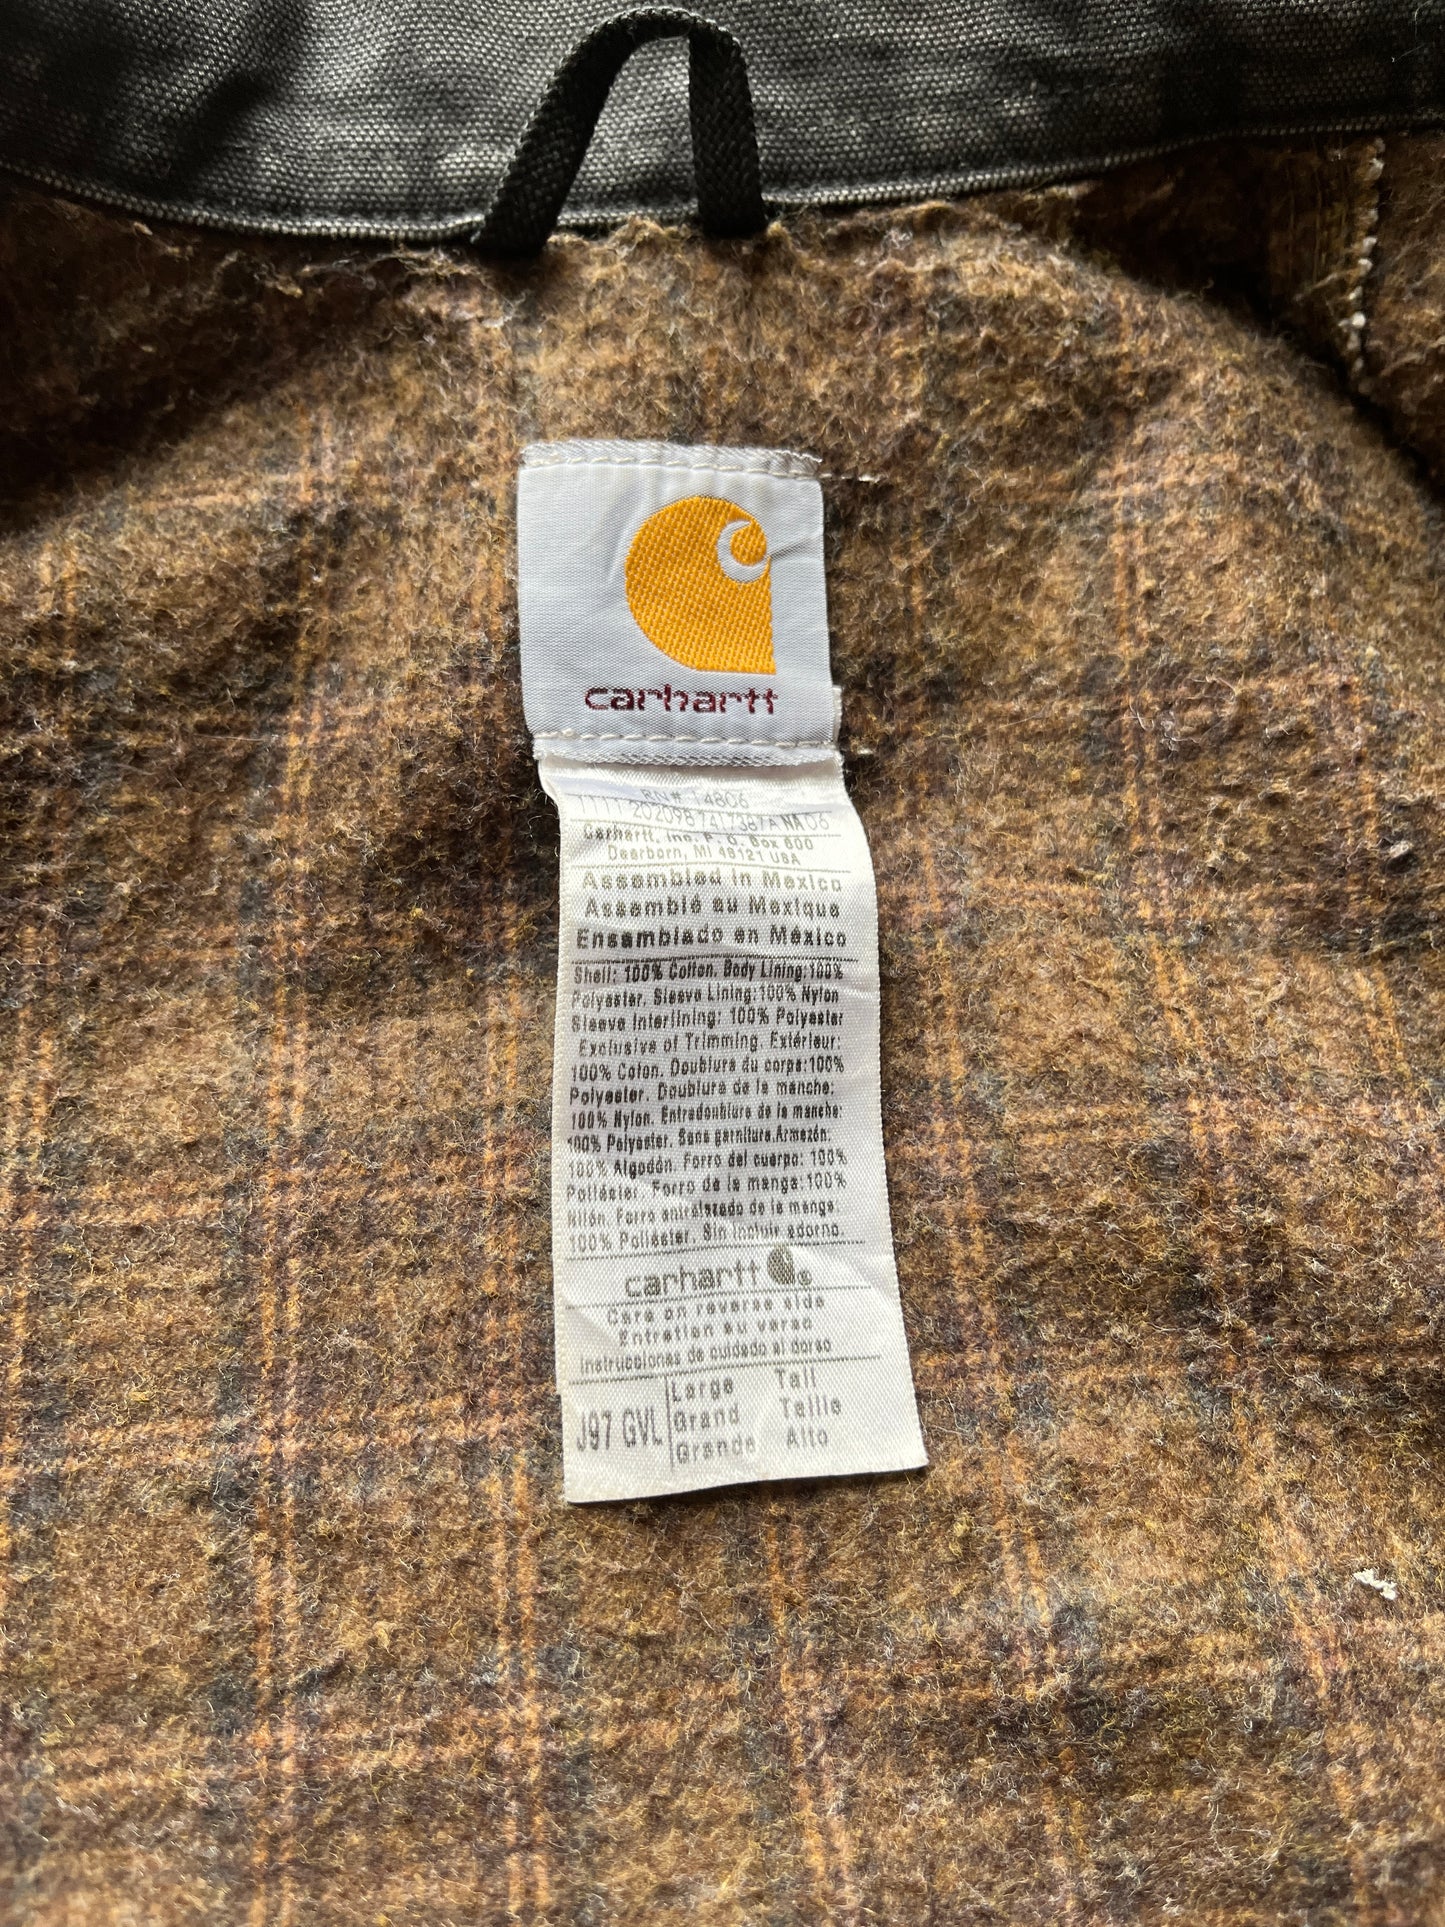 carhartt
RN# 14806
Carhartt, Inc. P.O. Box 600
Dearborn, MI 48121 USA
Assembled in Mexico
Assemblé au Mexique
Ensamblado en México
Shell: 100% Cotton. Body Lining:100%
Polyester. Sleeve Lining:100% Nylon
Sleeve Interlining: 100% Polyester
Exclusive of Trimming. Extérieur:
100% Coton. Doublure du corps:100%
Polyester. Doublure de la manche:
100% Nylon. Entredoublure de la manche:
100% Polyester. Sans garniture.Armazón:
100% Algodón. Forro del cuerpo: 100%
Poliéster. Forro de la manga:100%
Nilón. Forro entrelazado de la manga:
100% Poliéster. Sin incluir adorno.
carhartt ®
Care on reverse side
Entretien au verso
Instrucciones de cuidado al dorso
J97 GVL
Large Tall
Grand Taille
Grande Alto